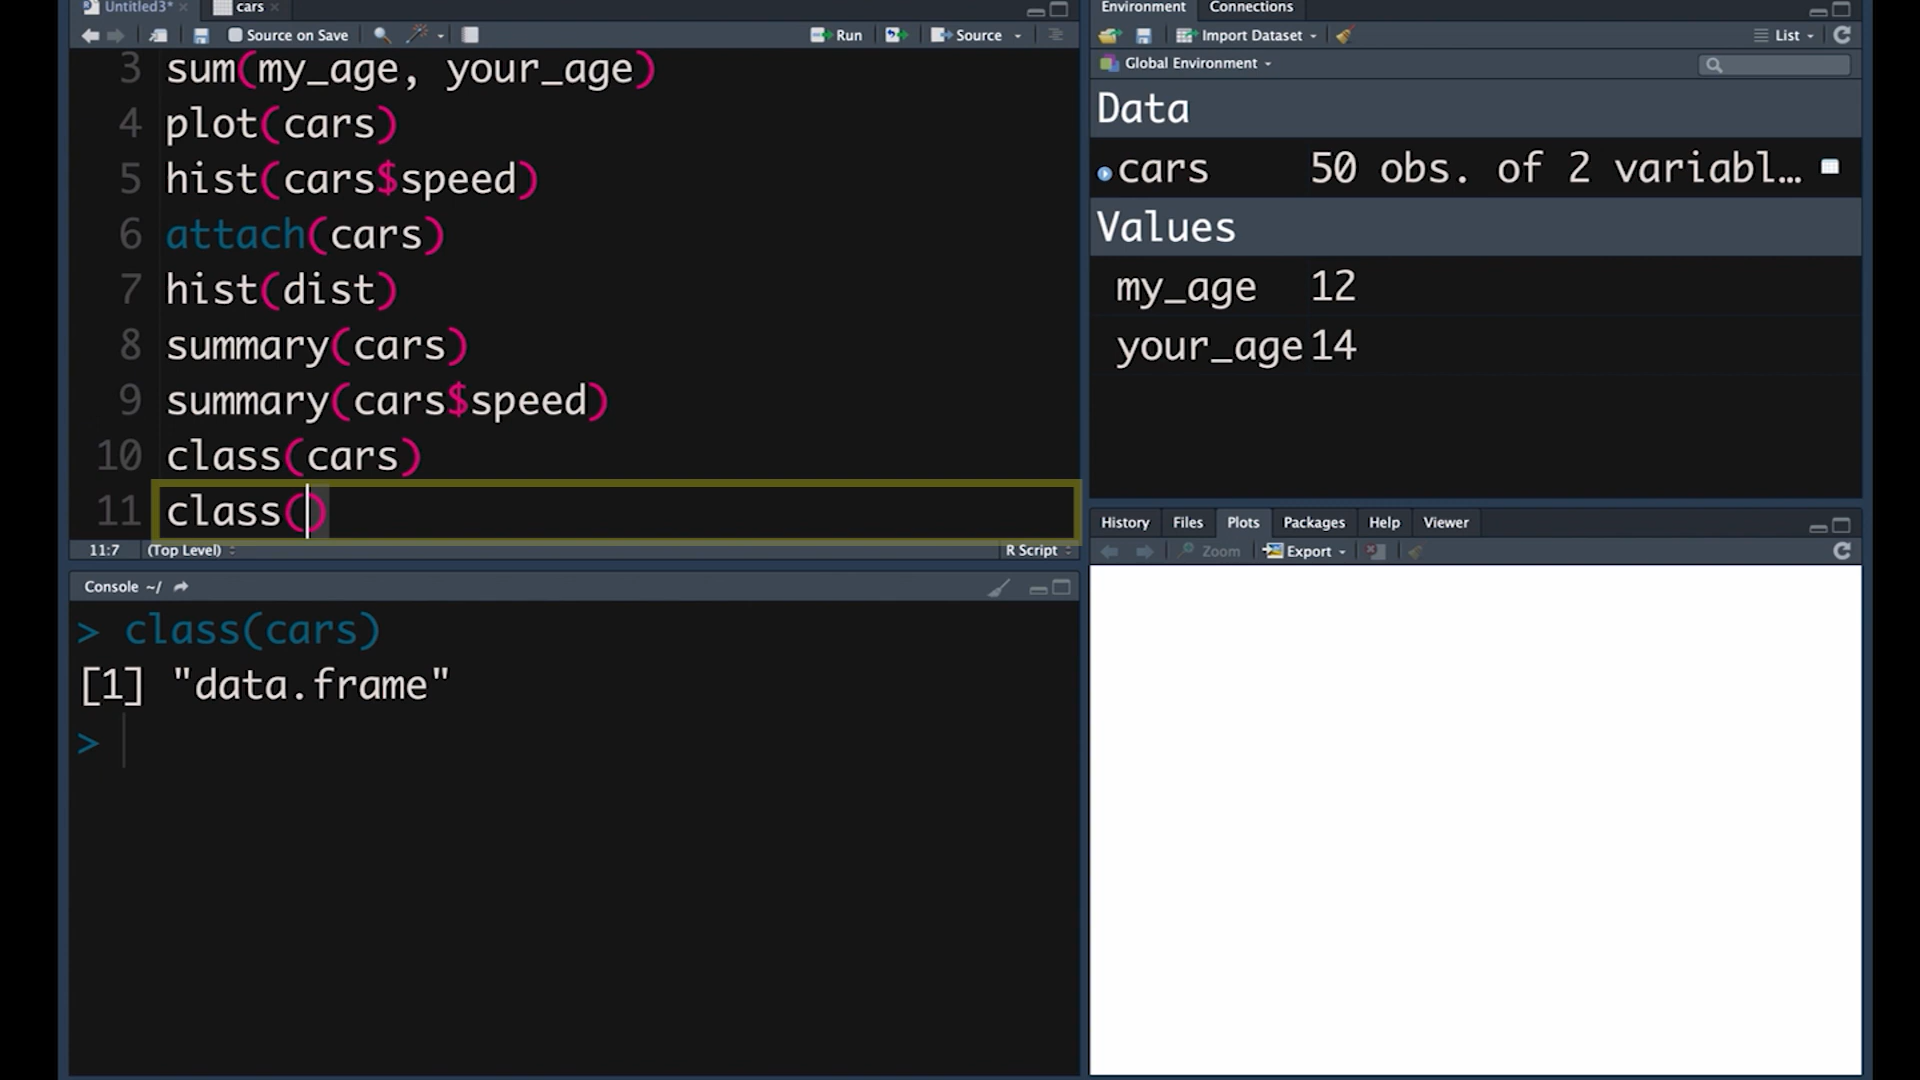 Untitled3* cars
Source on Save Run Source
3 sum(my_age, your_age)
4 plot(cars)
5 hist(cars$speed)
6 attach(cars)
7 hist(dist)
8 summary(cars)
9 summary(cars$speed)
10 class(cars)
11 class()
11:7 (Top Level) R Script
Console ~/
> class(cars)
[1] "data.frame"
>
Environment Connections
Import Dataset List
Global Environment
Data
cars 50 obs. of 2 variabl…
Values
my_age 12
your_age 14
History Files Plots Packages Help Viewer
Zoom Export